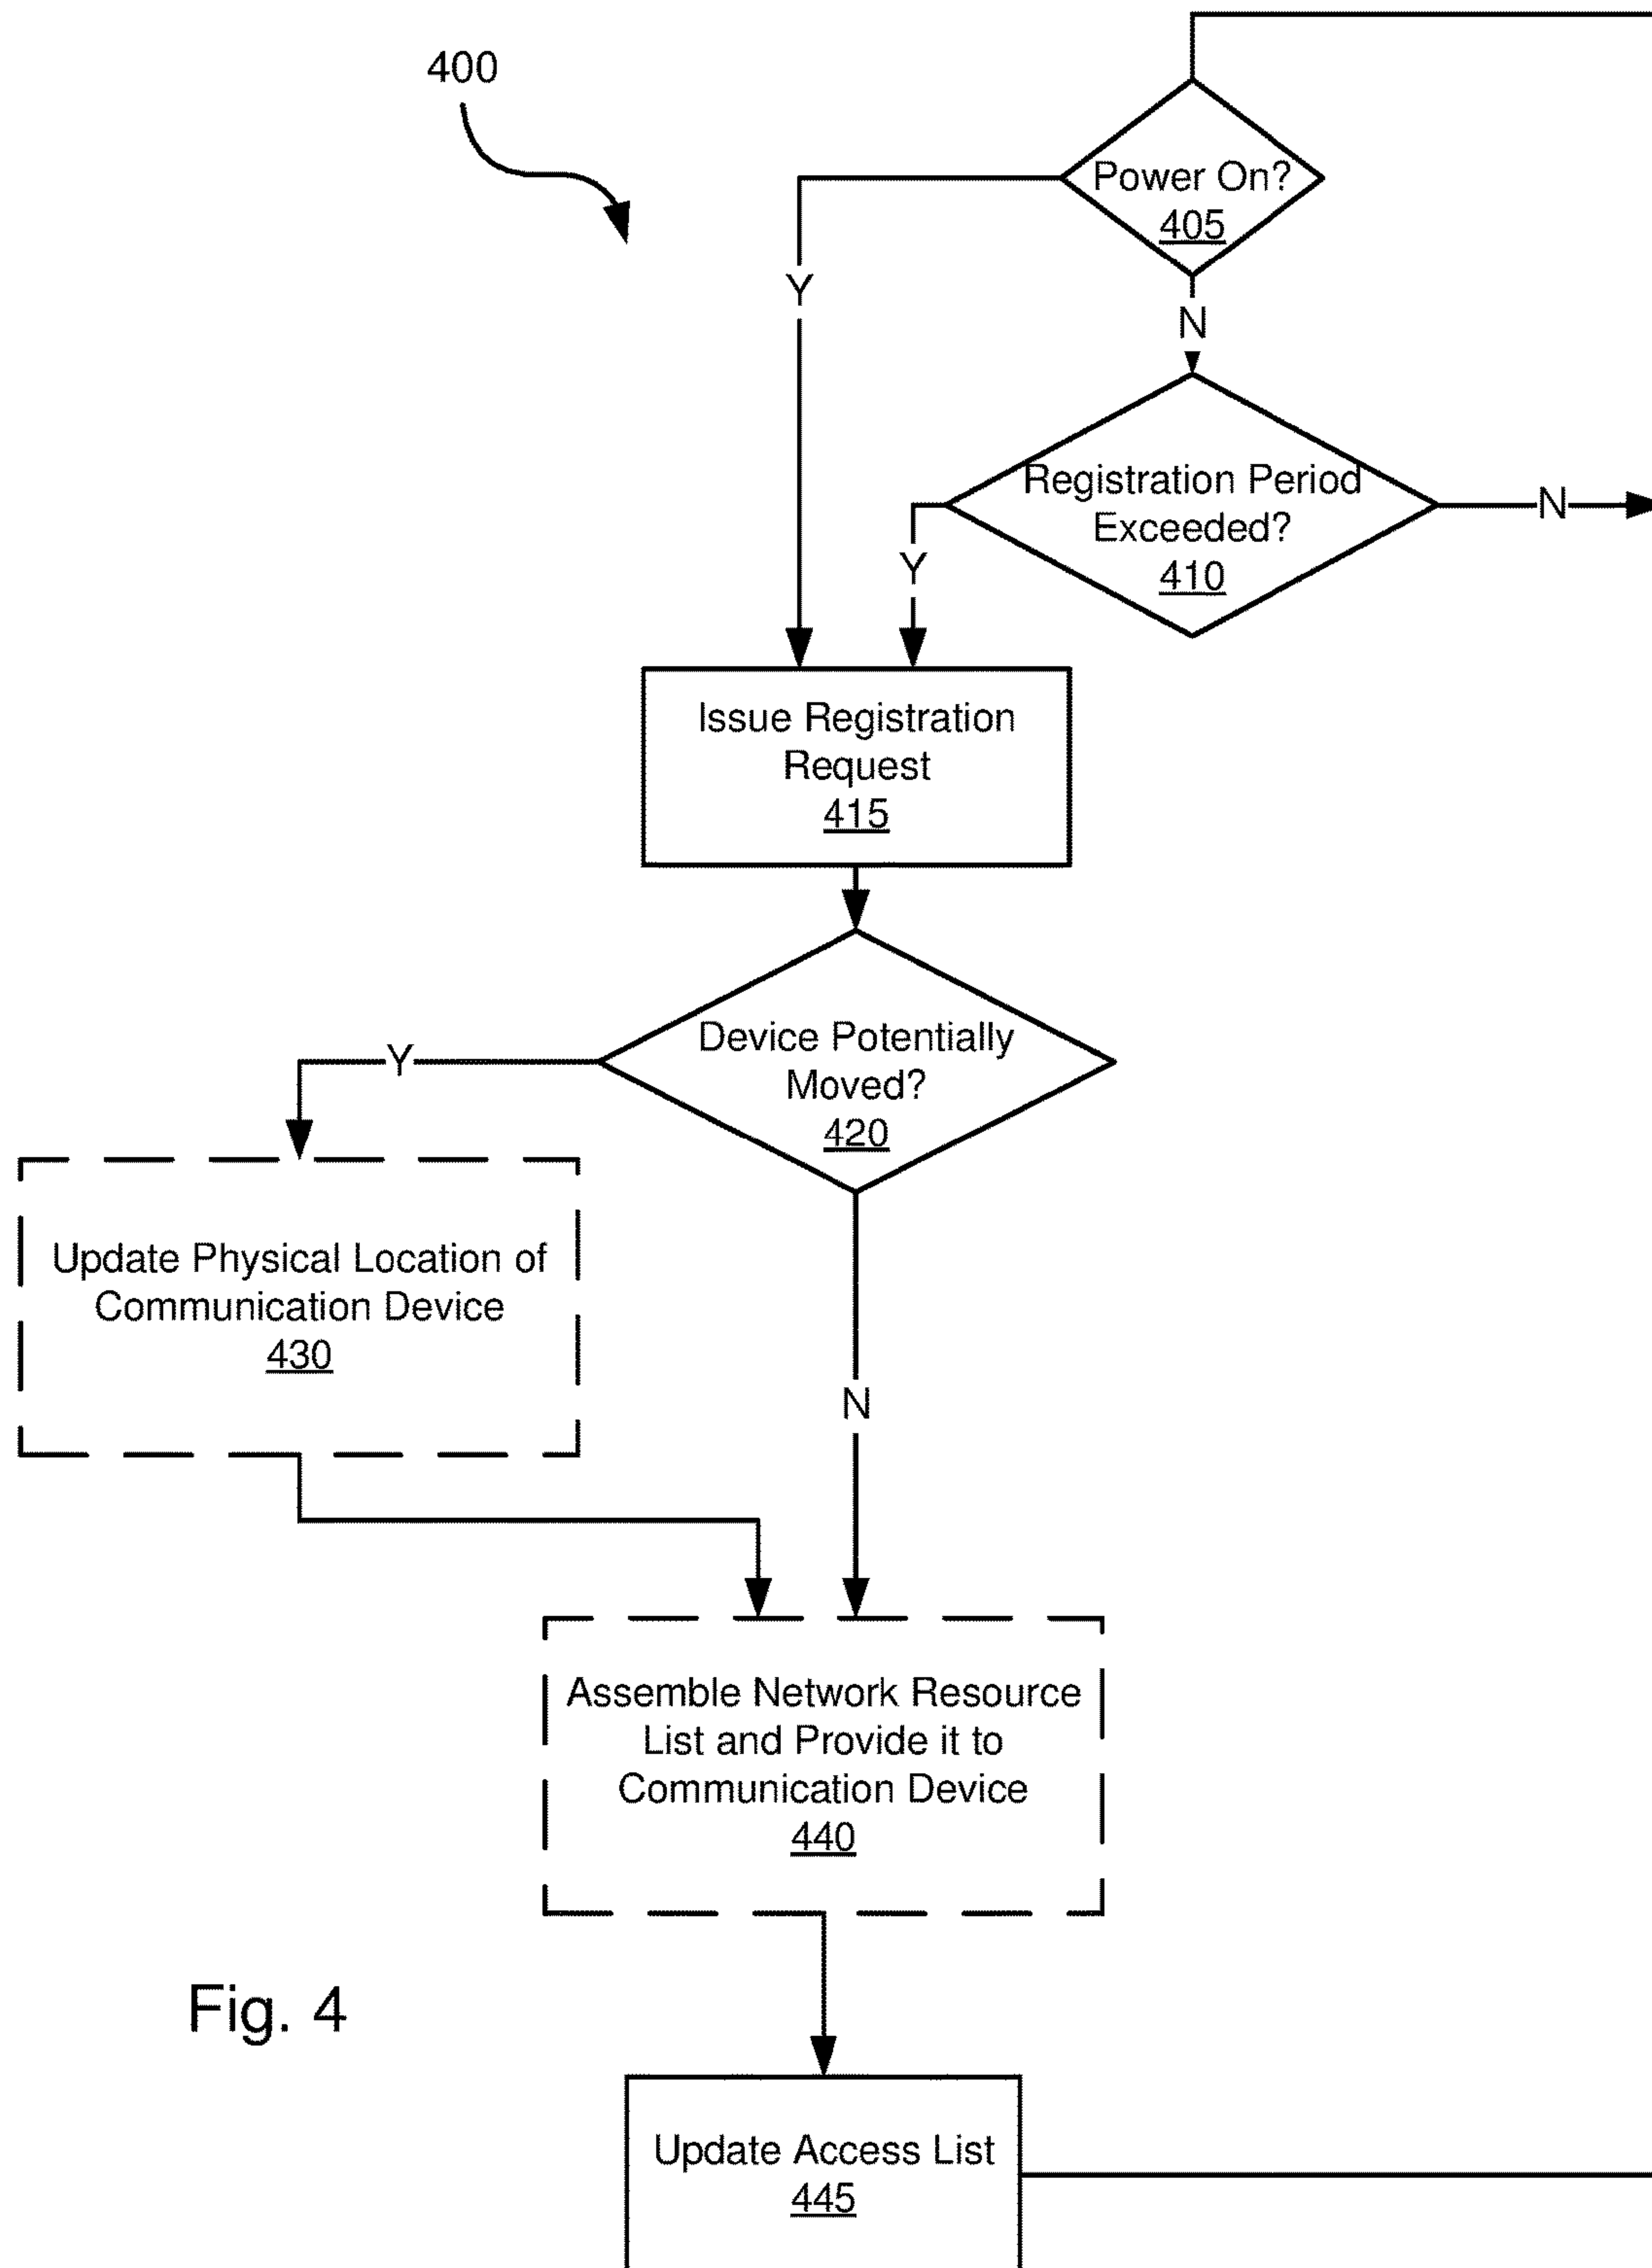 400
Power On?
405
Y
N
Registration Period
Exceeded?
410
N
Y
Issue Registration
Request
415
Device Potentially
Moved?
420
Y
Update Physical Location of
Communication Device
430
N
Assemble Network Resource
List and Provide it to
Communication Device
440
Fig. 4
Update Access List
445